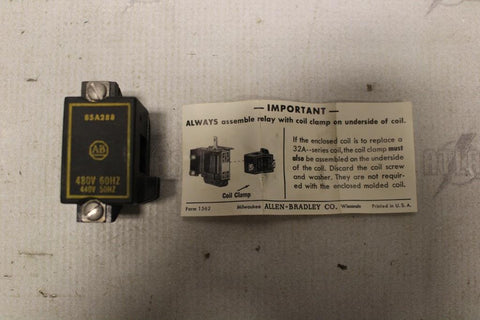 85A288
AB
480V 60HZ
440V 50HZ
— IMPORTANT —
ALWAYS assemble relay with coil clamp on underside of coil.
If the enclosed coil is to replace a
32A--series coil, the coil clamp must
also be assembled on the underside
of the coil. Discard the coil screw
and washer. They are not requir-
ed with the enclosed molded coil.
Coil Clamp
Form 1562 Milwaukee ALLEN-BRADLEY CO. Wisconsin Printed in U. S. A.